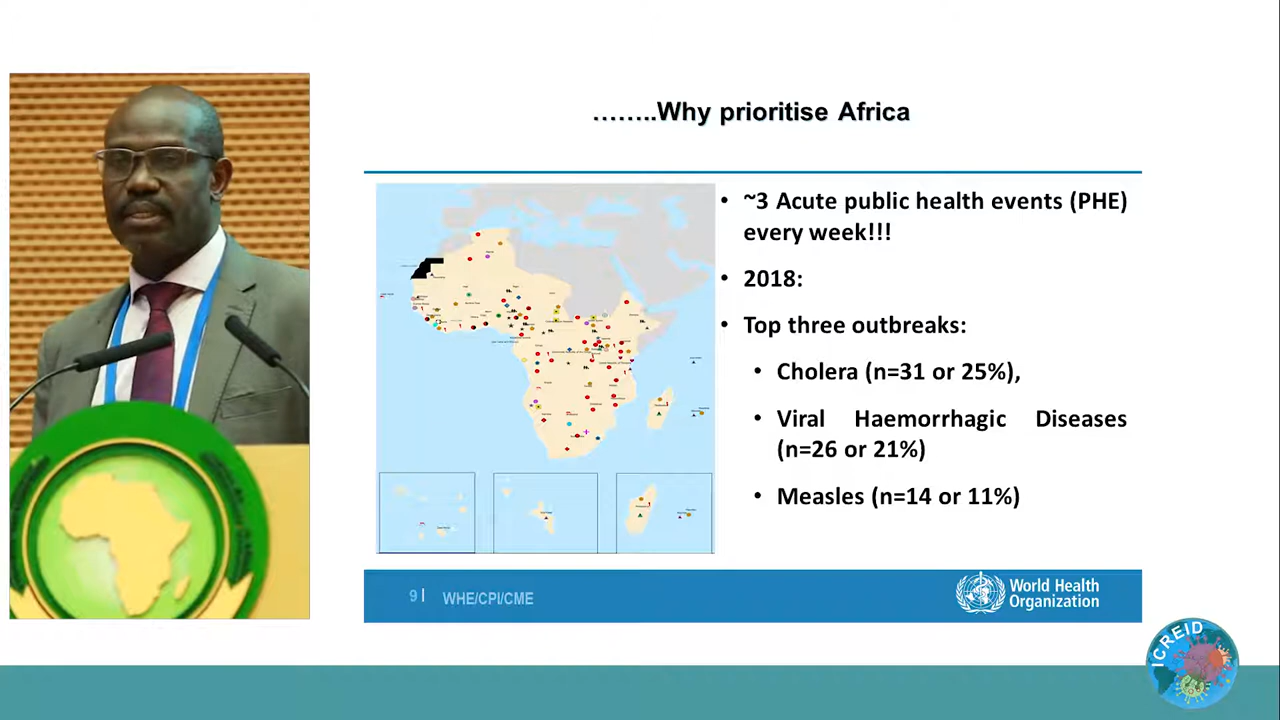 ……..Why prioritise Africa
• ~3 Acute public health events (PHE)
every week!!!
• 2018:
• Top three outbreaks:
• Cholera (n=31 or 25%),
• Viral Haemorrhagic Diseases
(n=26 or 21%)
• Measles (n=14 or 11%)
9 |
WHE/CPI/CME
World Health
Organization
ICREID